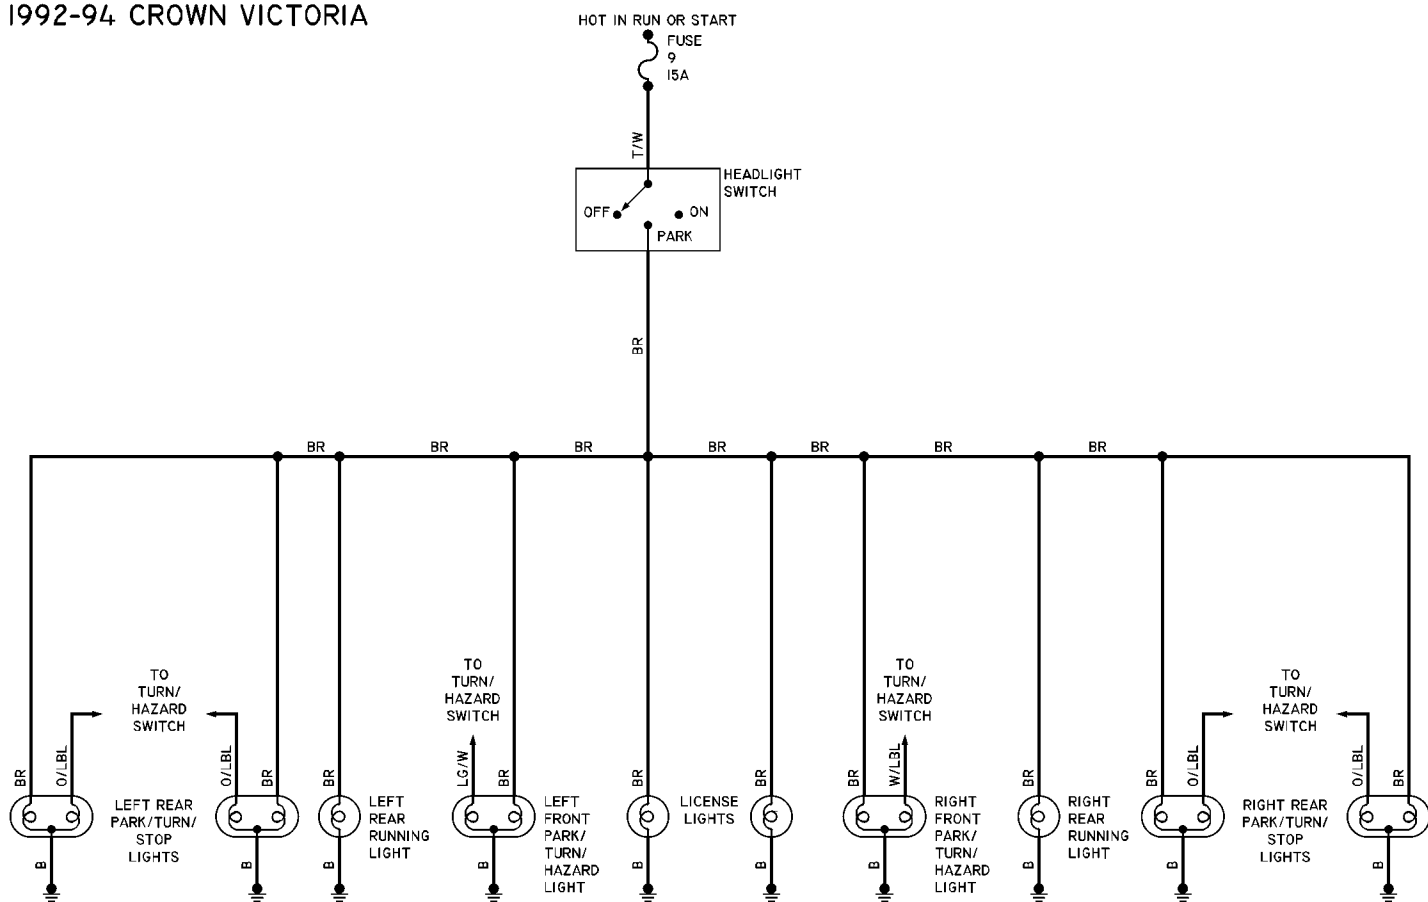 1992-94 CROWN VICTORIA
HOT IN RUN OR START
FUSE
9
15A
T/W
HEADLIGHT
SWITCH
OFF
ON
PARK
BR
BR
BR
BR
BR
BR
BR
BR
TO
TURN/
HAZARD
SWITCH
TO
TURN/
HAZARD
SWITCH
TO
TURN/
HAZARD
SWITCH
TO
TURN/
HAZARD
SWITCH
BR
O/LBL
O/LBL
BR
BR
LG/W
BR
BR
BR
BR
W/LBL
BR
BR
O/LBL
O/LBL
BR
LEFT REAR
PARK/TURN/
STOP
LIGHTS
LEFT
REAR
RUNNING
LIGHT
LEFT
FRONT
PARK/
TURN/
HAZARD
LIGHT
LICENSE
LIGHTS
RIGHT
FRONT
PARK/
TURN/
HAZARD
LIGHT
RIGHT
REAR
RUNNING
LIGHT
RIGHT REAR
PARK/TURN/
STOP
LIGHTS
B
B
B
B
B
B
B
B
B
B